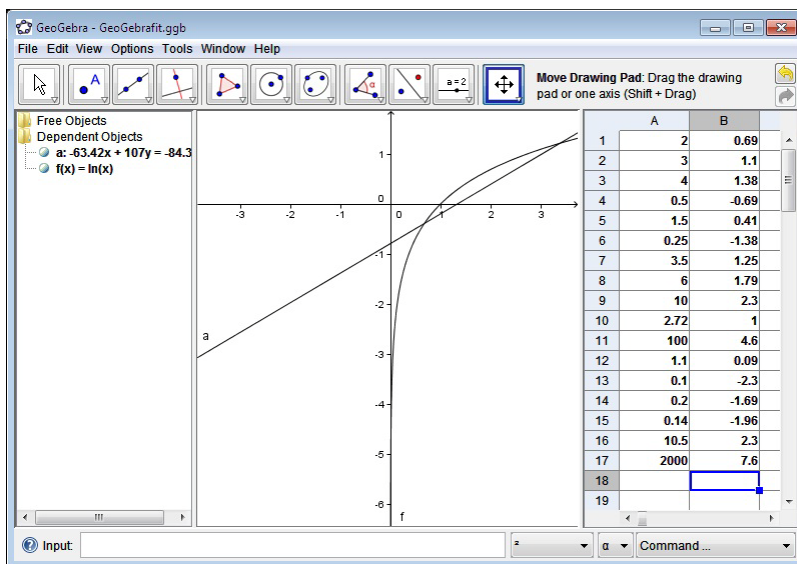 GeoGebra - GeoGebrafit.ggb
File Edit View Options Tools Window Help
A
α
a = 2
Move Drawing Pad: Drag the drawing
pad or one axis (Shift + Drag)
Free Objects
Dependent Objects
a: -63.42x + 107y = -84.3
f(x) = ln(x)
1
0
-3 -2 -1 0 1 2 3
-1
-2
-3
-4
-5
-6
a
f
A B
1 2 0.69
2 3 1.1
3 4 1.38
4 0.5 -0.69
5 1.5 0.41
6 0.25 -1.38
7 3.5 1.25
8 6 1.79
9 10 2.3
10 2.72 1
11 100 4.6
12 1.1 0.09
13 0.1 -2.3
14 0.2 -1.69
15 0.14 -1.96
16 10.5 2.3
17 2000 7.6
18
19
Input: ² α Command ...